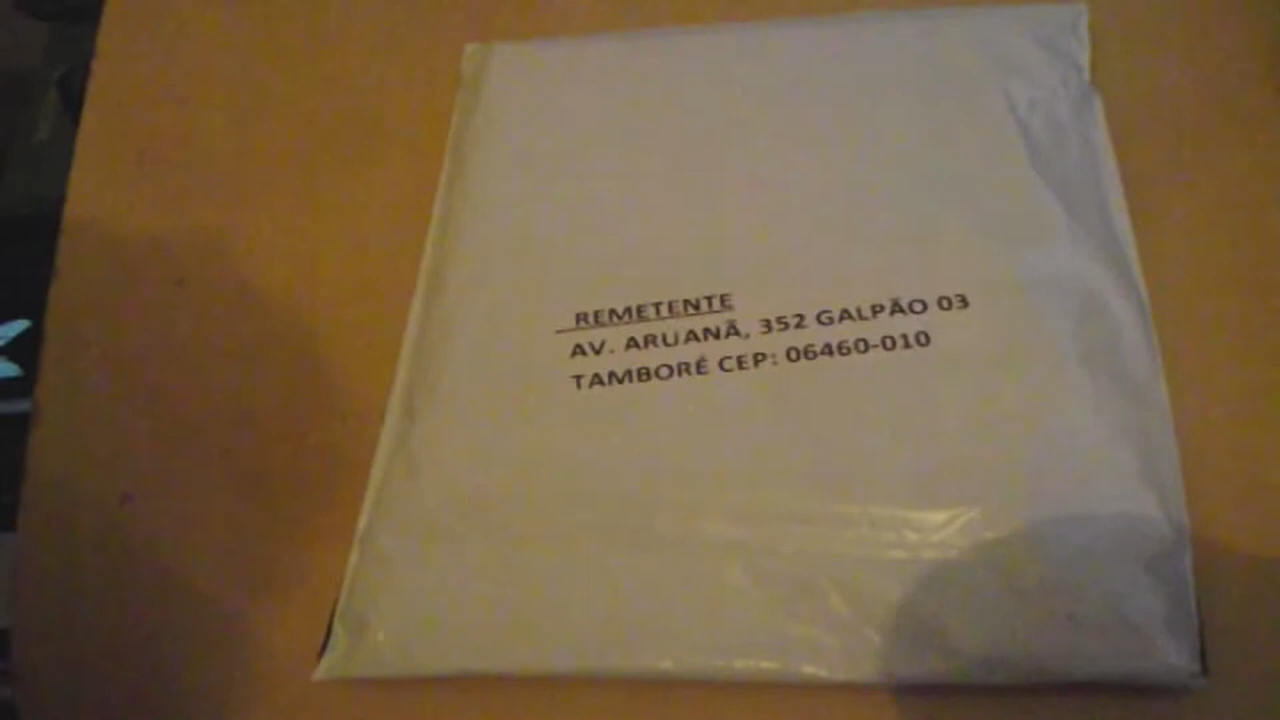 REMETENTE
AV. ARUANÃ, 352 GALPÃO 03
TAMBORÉ CEP: 06460-010